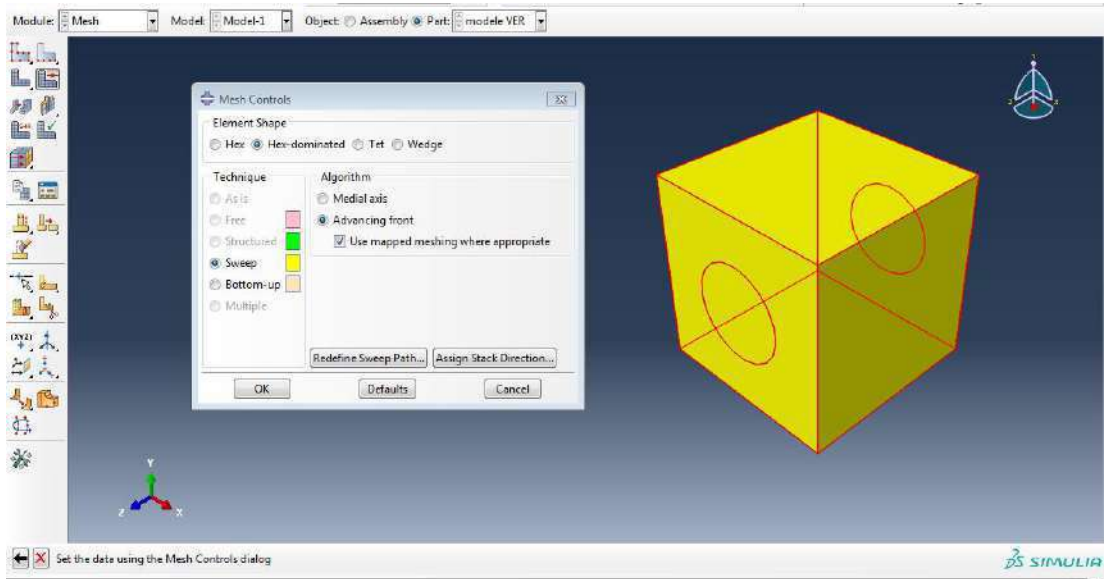 Module: Mesh Model: Model-1 Object: Assembly Part: modele VER
Mesh Controls
Element Shape
Hex Hex-dominated Tet Wedge
Technique
As is
Free
Structured
Sweep
Bottom-up
Multiple
Algorithm
Medial axis
Advancing front
Use mapped meshing where appropriate
Redefine Sweep Path... Assign Stack Direction...
OK Defaults Cancel
(XYZ)
Y
Z X
Set the data using the Mesh Controls dialog
SIMULIA